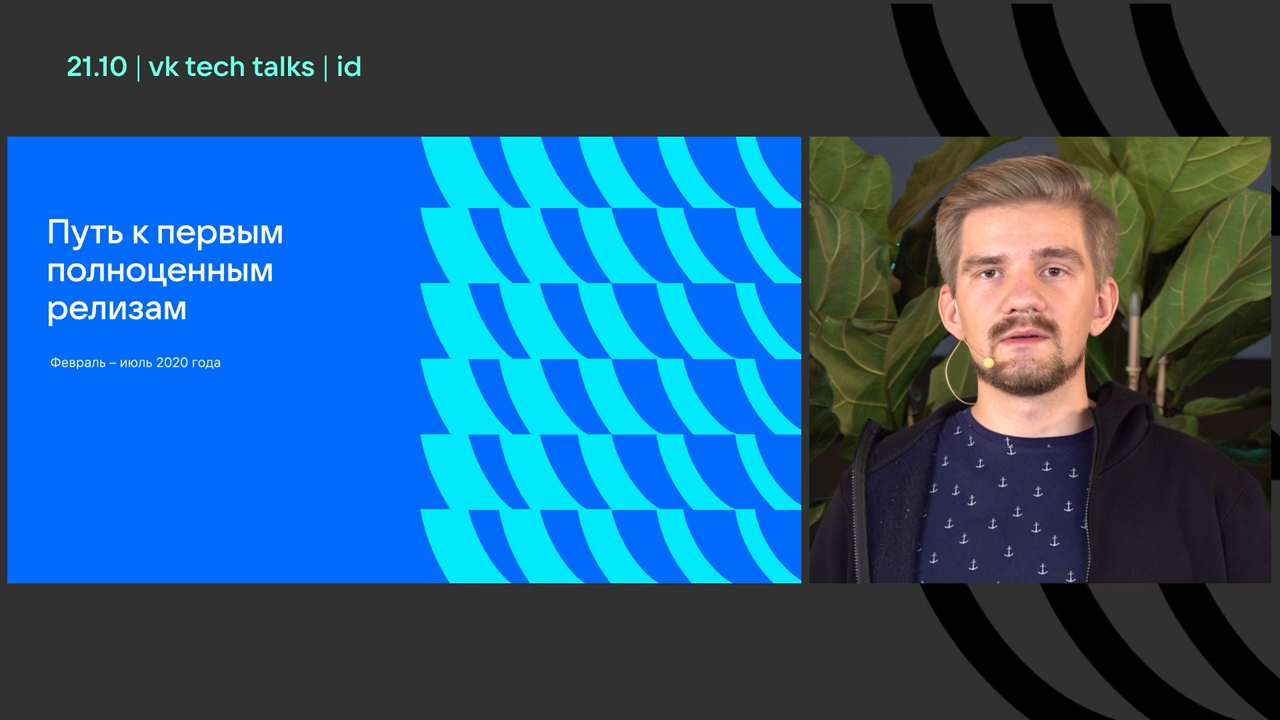 21.10 | vk tech talks | id
Путь к первым
полноценным
релизам
Февраль – июль 2020 года